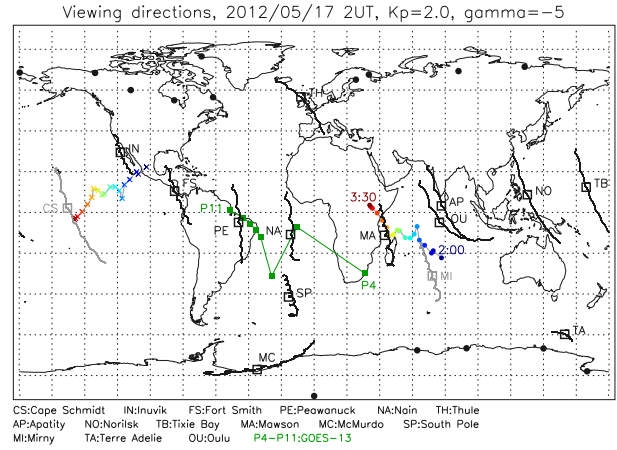 Viewing directions, 2012/05/17 2UT, Kp=2.0, gamma=−5
TH
IN
FS
3:30
AP
NO
TB
CS
P11
PE
NA
MA
OU
2:00
MI
P4
SP
TA
MC
CS:Cape Schmidt IN:Inuvik FS:Fort Smith PE:Peawanuck NA:Nain TH:Thule
AP:Apatity NO:Norilsk TB:Tixie Bay MA:Mawson MC:McMurdo SP:South Pole
MI:Mirny TA:Terre Adelie OU:Oulu P4−P11:GOES−13